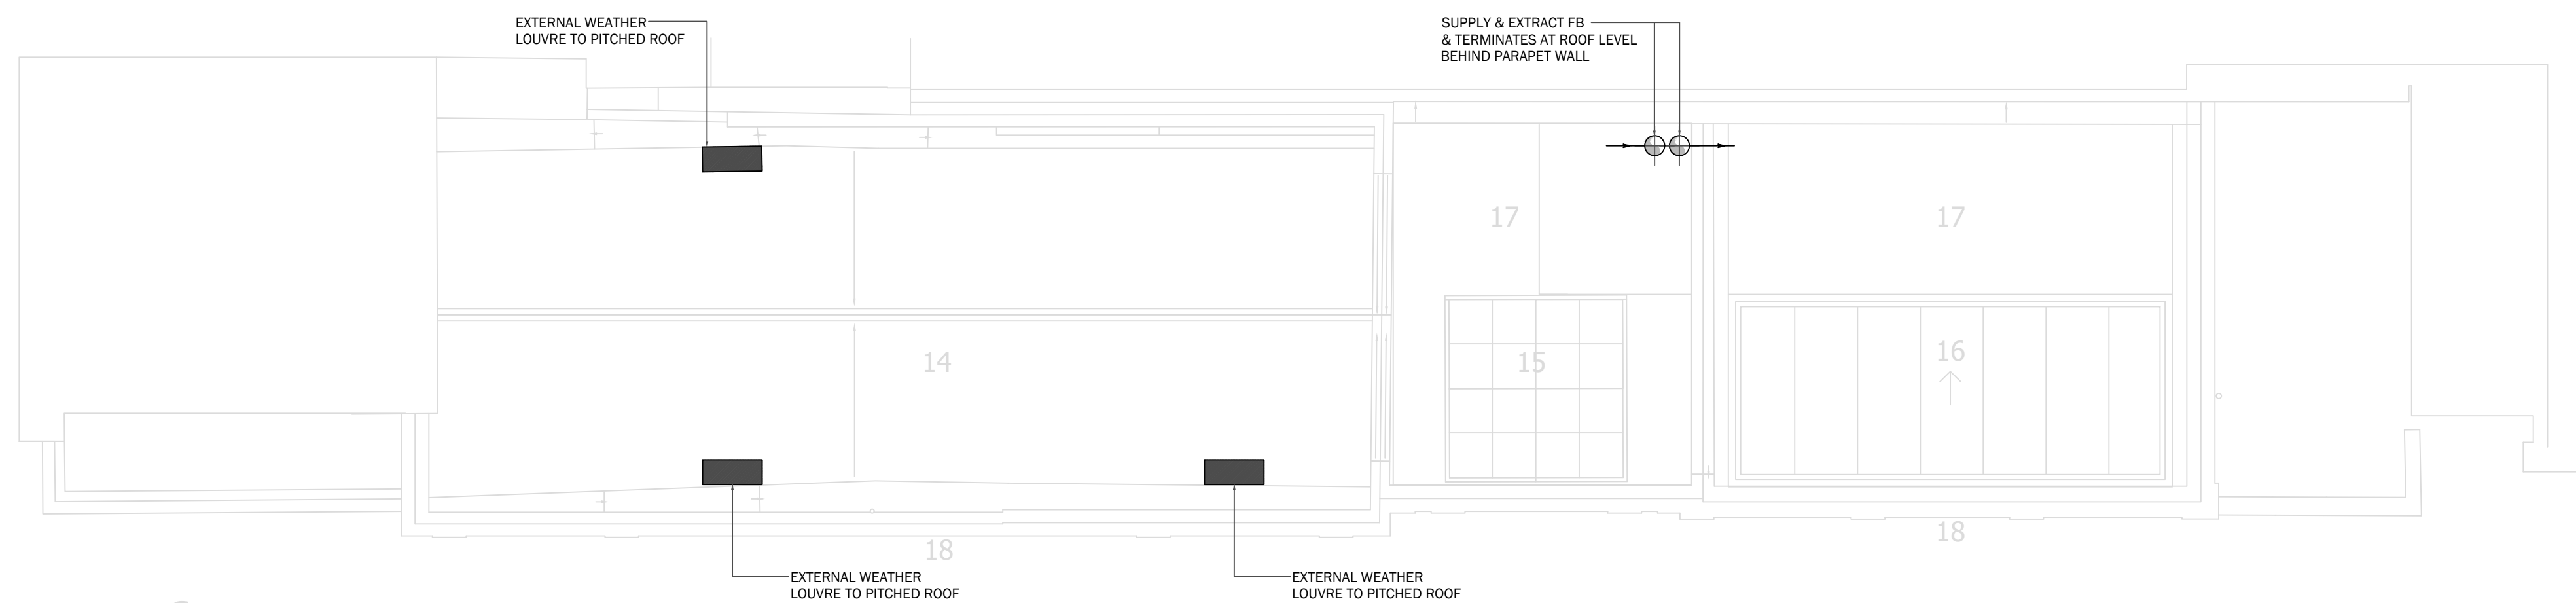 EXTERNAL WEATHER
LOUVRE TO PITCHED ROOF
SUPPLY & EXTRACT FB
& TERMINATES AT ROOF LEVEL
BEHIND PARAPET WALL
17
17
14
15
16
18
18
EXTERNAL WEATHER
LOUVRE TO PITCHED ROOF
EXTERNAL WEATHER
LOUVRE TO PITCHED ROOF